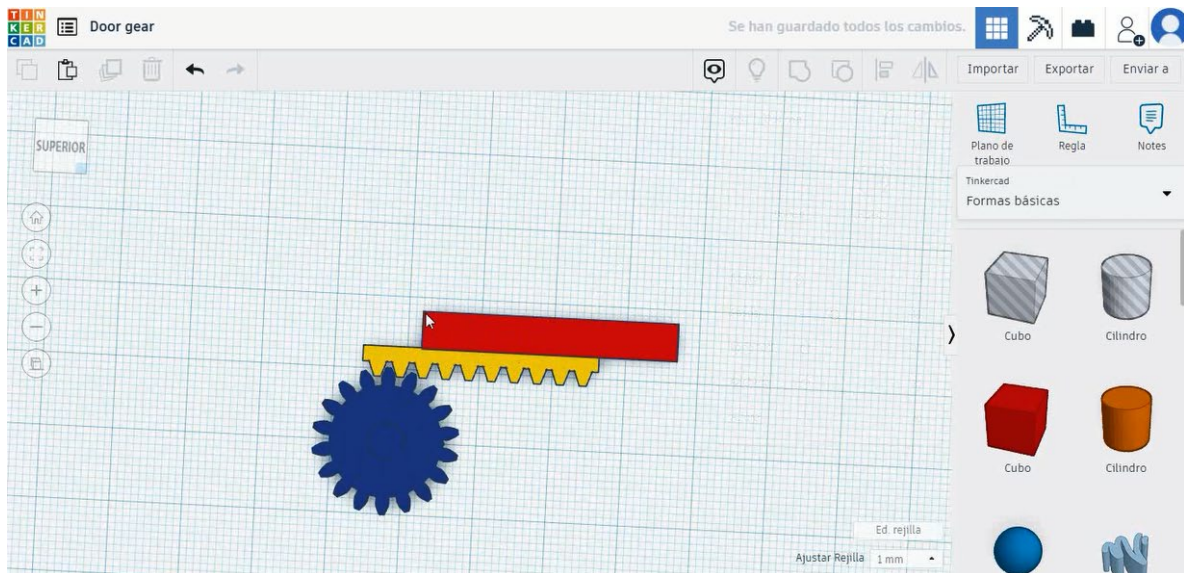 TIN
KER
CAD
Door gear
Se han guardado todos los cambios.
Importar
Exportar
Enviar a
SUPERIOR
Plano de
trabajo
Regla
Notes
Tinkercad
Formas básicas
Cubo
Cilindro
Cubo
Cilindro
Ed. rejilla
Ajustar Rejilla
1 mm